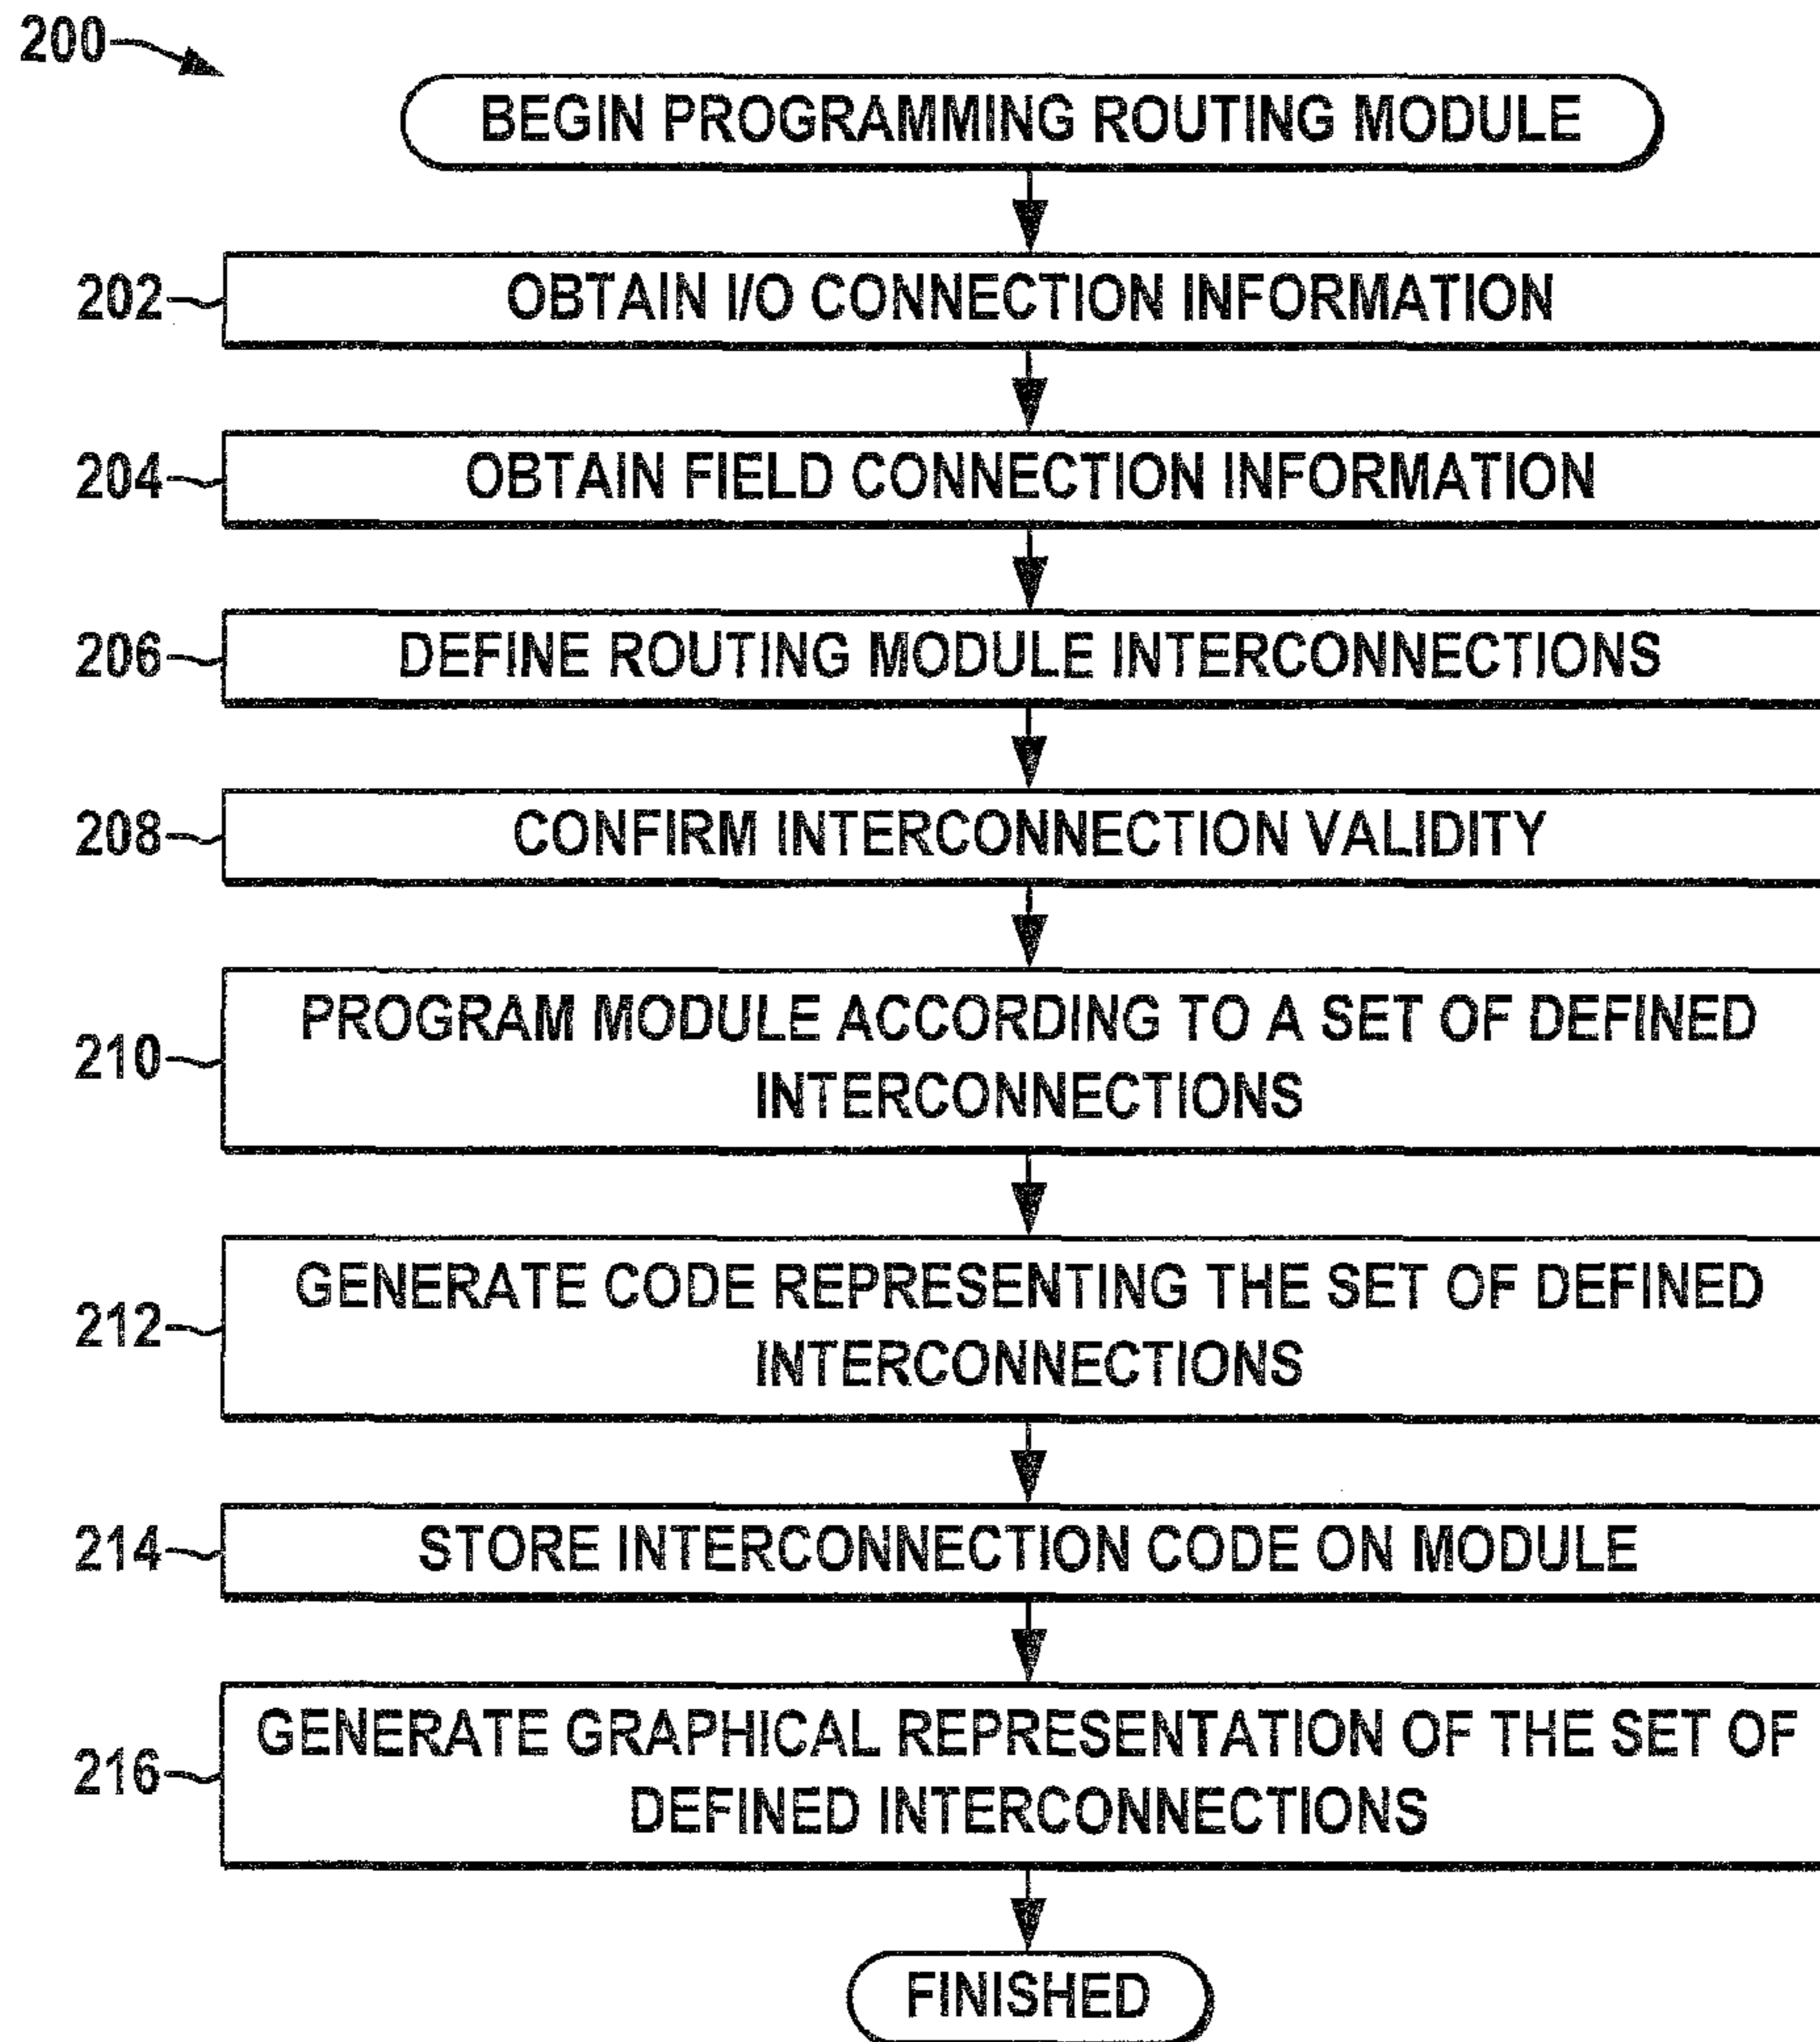 200
BEGIN PROGRAMMING ROUTING MODULE
202
OBTAIN I/O CONNECTION INFORMATION
204
OBTAIN FIELD CONNECTION INFORMATION
206
DEFINE ROUTING MODULE INTERCONNECTIONS
208
CONFIRM INTERCONNECTION VALIDITY
210
PROGRAM MODULE ACCORDING TO A SET OF DEFINED
INTERCONNECTIONS
212
GENERATE CODE REPRESENTING THE SET OF DEFINED
INTERCONNECTIONS
214
STORE INTERCONNECTION CODE ON MODULE
216
GENERATE GRAPHICAL REPRESENTATION OF THE SET OF
DEFINED INTERCONNECTIONS
FINISHED